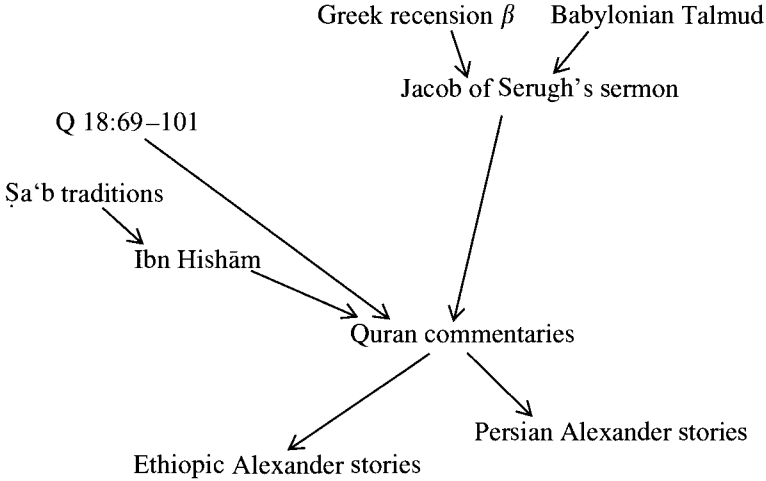 Greek recension β
Babylonian Talmud
Jacob of Serugh’s sermon
Q 18:69–101
Ṣa‘b traditions
Ibn Hishām
Quran commentaries
Persian Alexander stories
Ethiopic Alexander stories